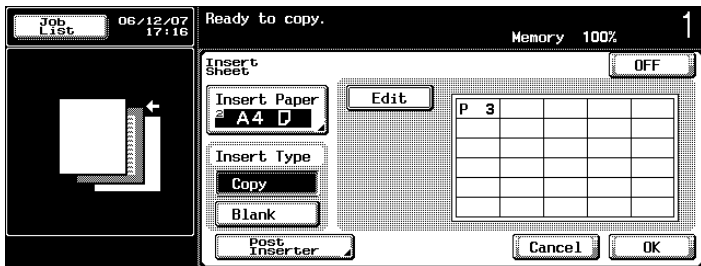 Job List
06/12/07
17:16
Ready to copy.
Memory 100%
1
Insert Sheet
OFF
Insert Paper
2 A4
Edit
P 3
Insert Type
Copy
Blank
Post Inserter
Cancel
OK